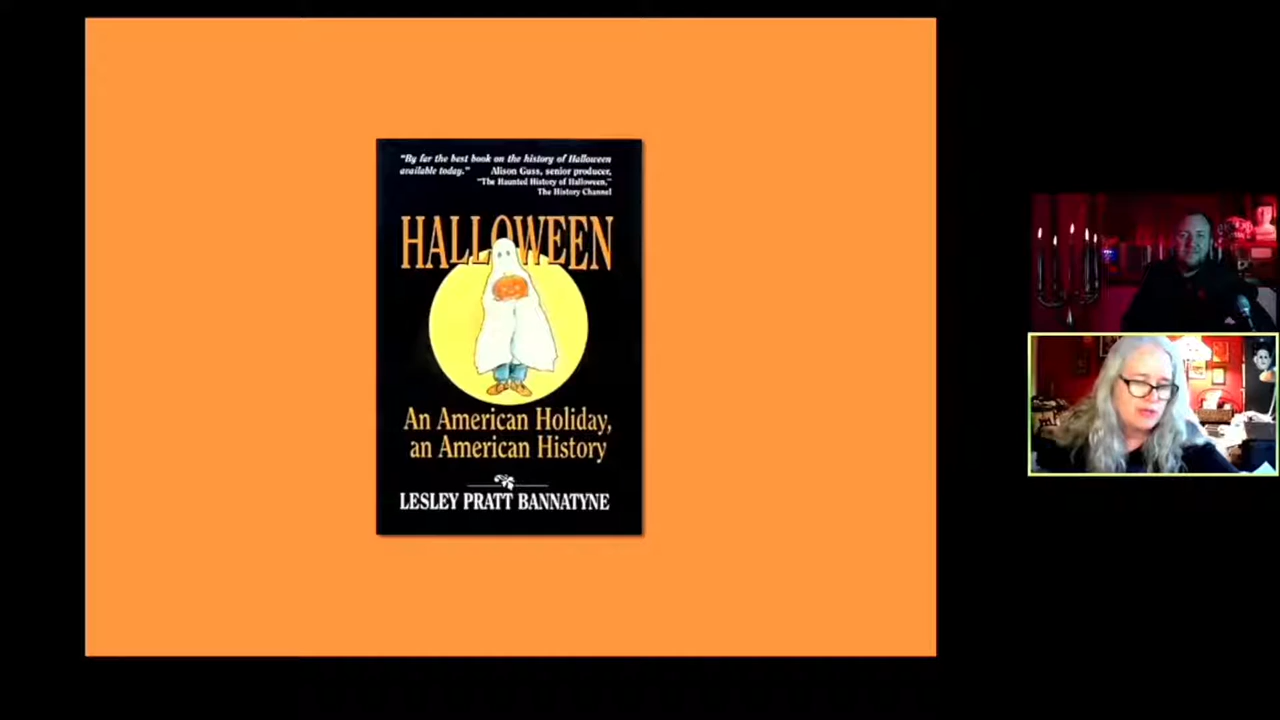 "By far the best book on the history of Halloween
available today." Alison Guss, senior producer,
"The Haunted History of Halloween,"
The History Channel
HALLOWEEN
An American Holiday,
an American History
LESLEY PRATT BANNATYNE